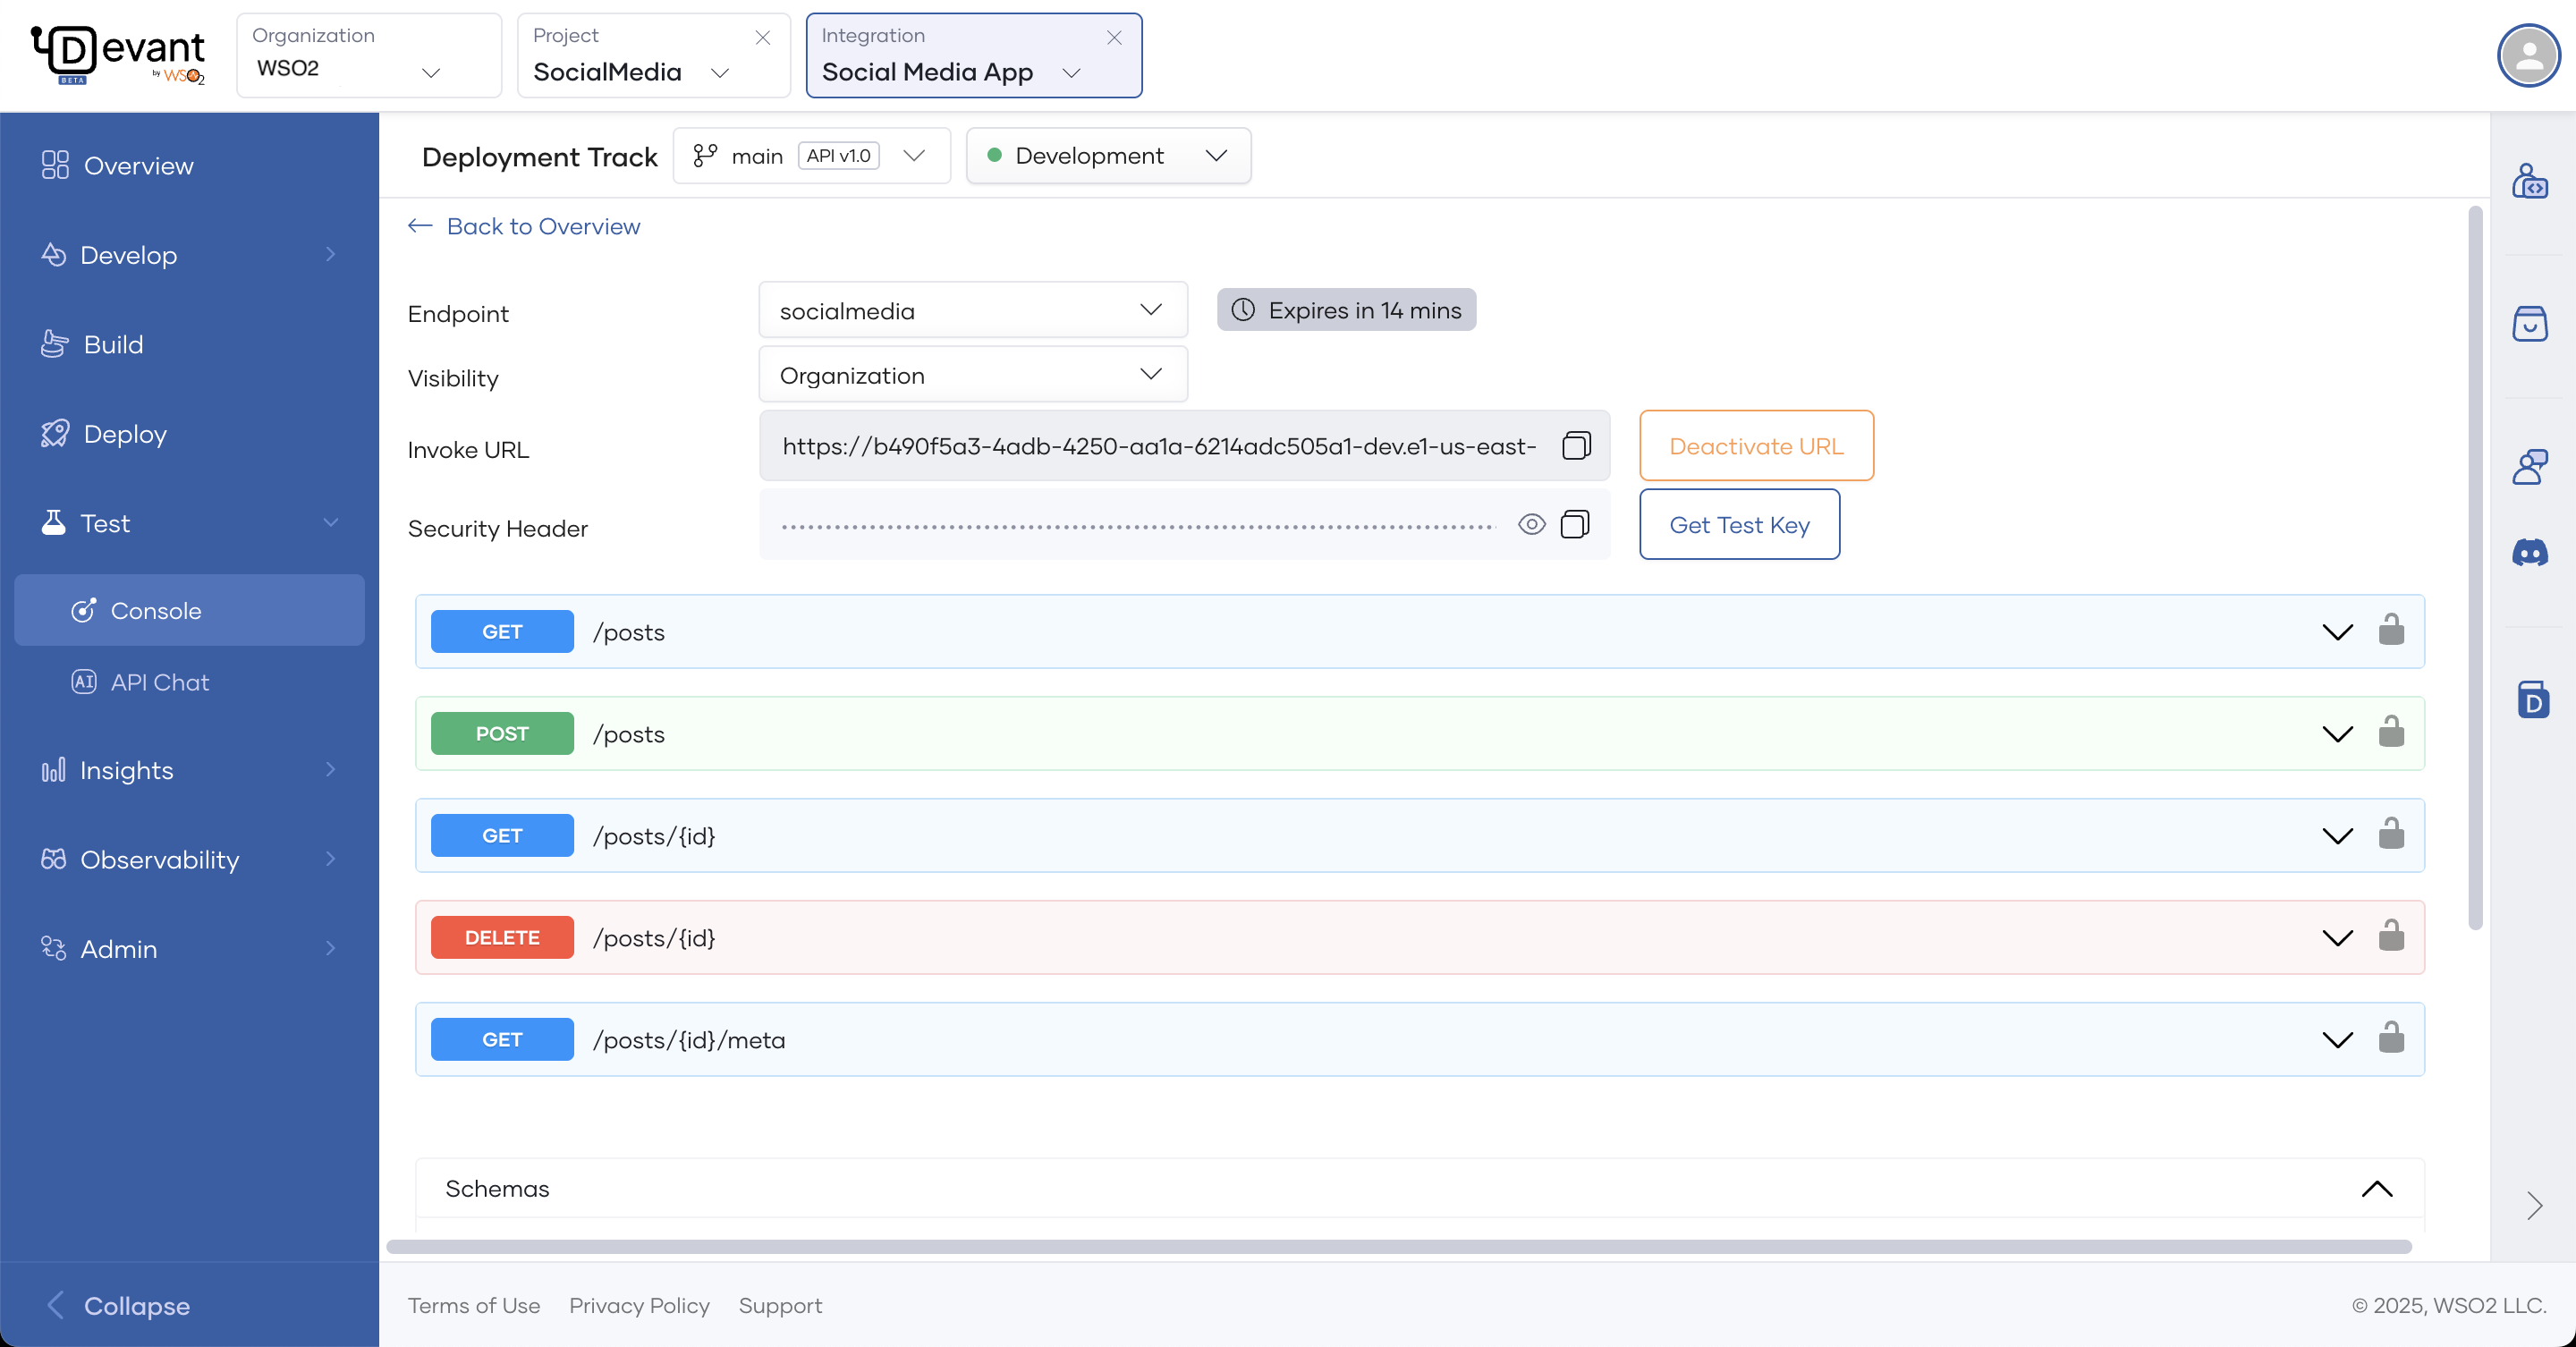 Devant
BETA
by WSO2
Organization
WSO2
Project
SocialMedia
Integration
Social Media App
Overview
Develop
Build
Deploy
Test
Console
AI API Chat
Insights
Observability
Admin
Collapse
Deployment Track
main API v1.0
Development
Back to Overview
Endpoint
socialmedia
Expires in 14 mins
Visibility
Organization
Invoke URL
https://b490f5a3-4adb-4250-aa1a-6214adc505a1-dev.e1-us-east-
Deactivate URL
Security Header
Get Test Key
GET /posts
POST /posts
GET /posts/{id}
DELETE /posts/{id}
GET /posts/{id}/meta
Schemas
D
Terms of Use Privacy Policy Support
© 2025, WSO2 LLC.